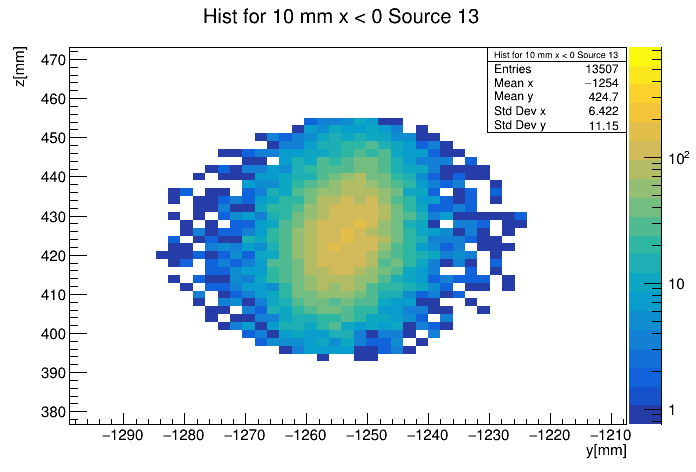 Hist for 10 mm x < 0 Source 13
z[mm]
Hist for 10 mm x < 0 Source 13
Entries 13507
Mean x −1254
Mean y 424.7
Std Dev x 6.422
Std Dev y 11.15
470
460
450
440
430
420
410
400
390
380
10²
10
1
−1290 −1280 −1270 −1260 −1250 −1240 −1230 −1220 −1210
y[mm]